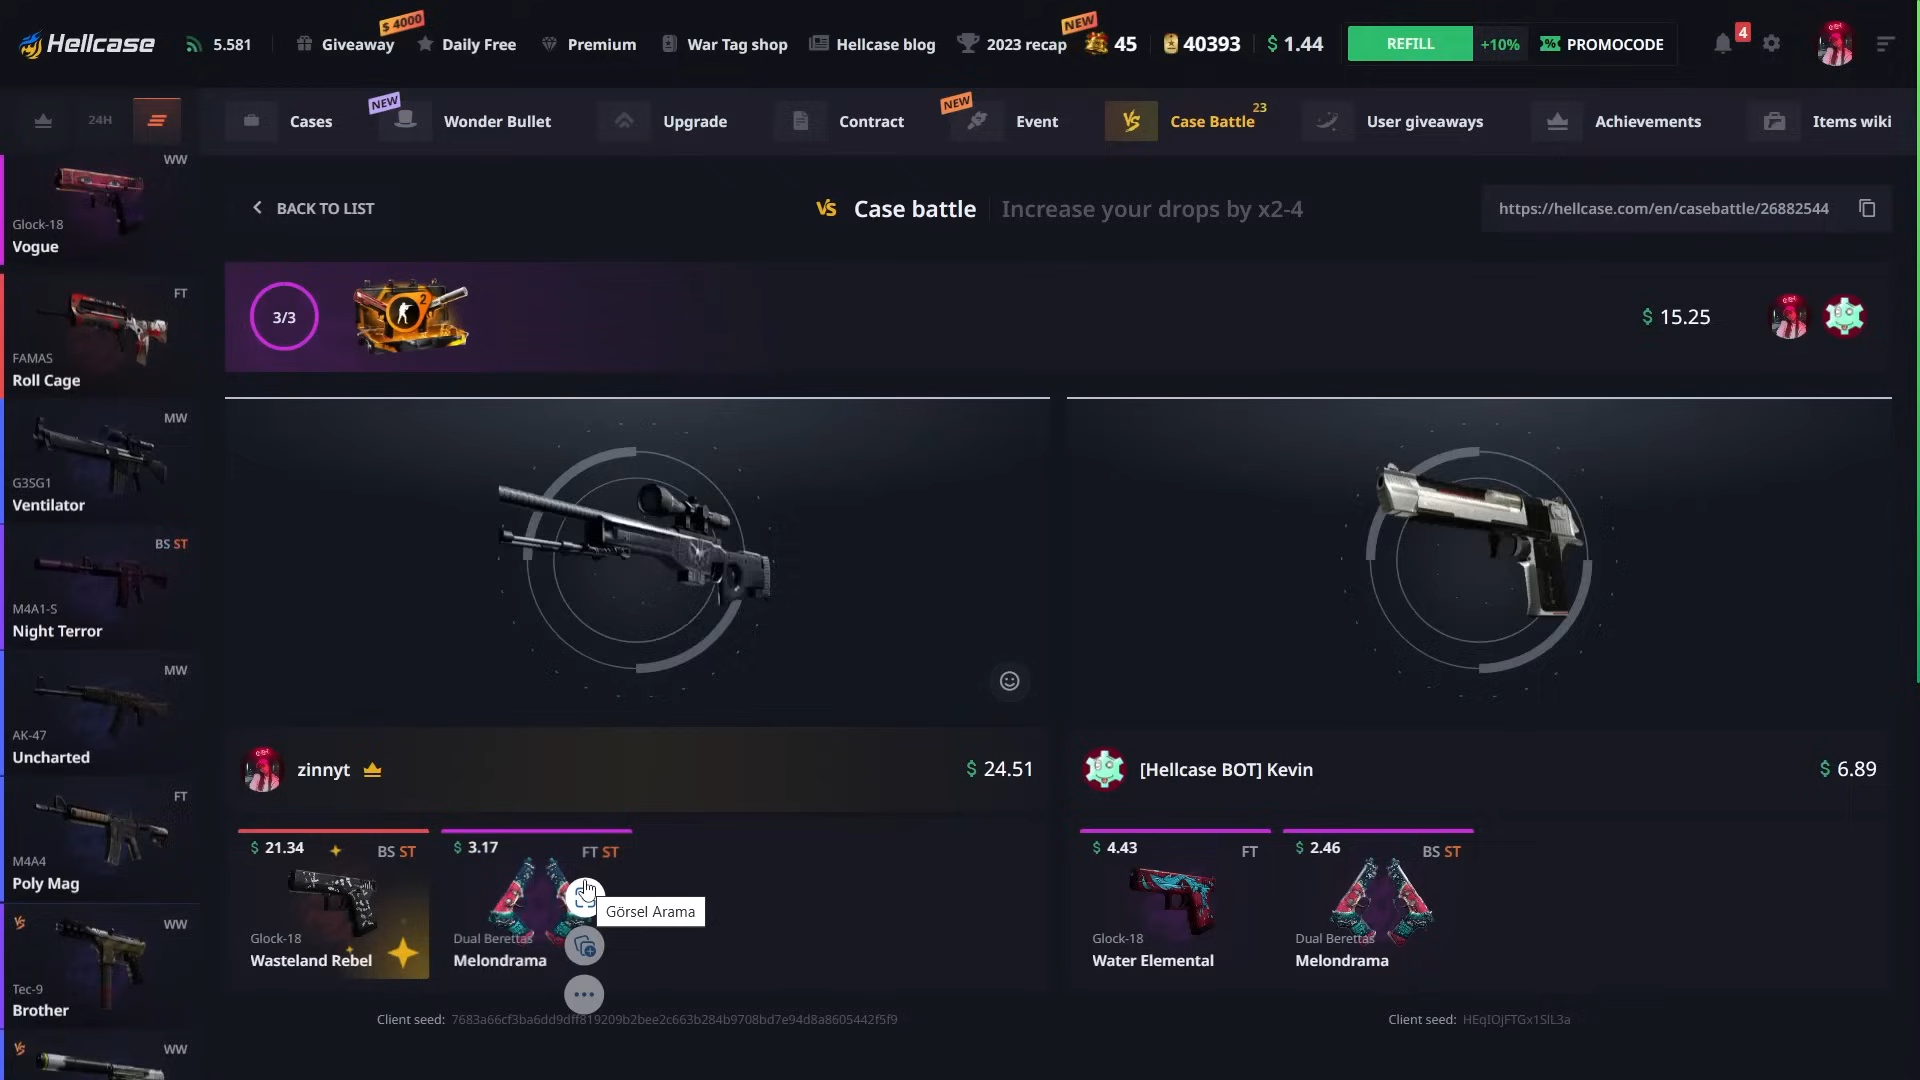 Hellcase
5.581
$ 4000
Giveaway
Daily Free
Premium
War Tag shop
Hellcase blog
NEW
2023 recap
45
40393
$ 1.44
REFILL
+10%
PROMOCODE
4
24H
NEW
Cases
Wonder Bullet
Upgrade
Contract
NEW
Event
VS
Case Battle
23
User giveaways
Achievements
Items wiki
WW
Glock-18
Vogue
FT
FAMAS
Roll Cage
MW
G3SG1
Ventilator
BS ST
M4A1-S
Night Terror
MW
AK-47
Uncharted
FT
M4A4
Poly Mag
VS
WW
Tec-9
Brother
VS
WW
BACK TO LIST
VS
Case battle
Increase your drops by x2-4
https://hellcase.com/en/casebattle/26882544
3/3
2
$ 15.25
zinnyt
$ 24.51
[Hellcase BOT] Kevin
$ 6.89
$ 21.34
BS ST
Glock-18
Wasteland Rebel
$ 3.17
FT ST
Dual Berettas
Melondrama
Görsel Arama
$ 4.43
FT
Glock-18
Water Elemental
$ 2.46
BS ST
Dual Berettas
Melondrama
Client seed: 7683a66cf3ba6dd9dff819209b2bee2c663b284b9708bd7e94d8a8605442f5f9
Client seed: HEqIOjFTGx1SlL3a